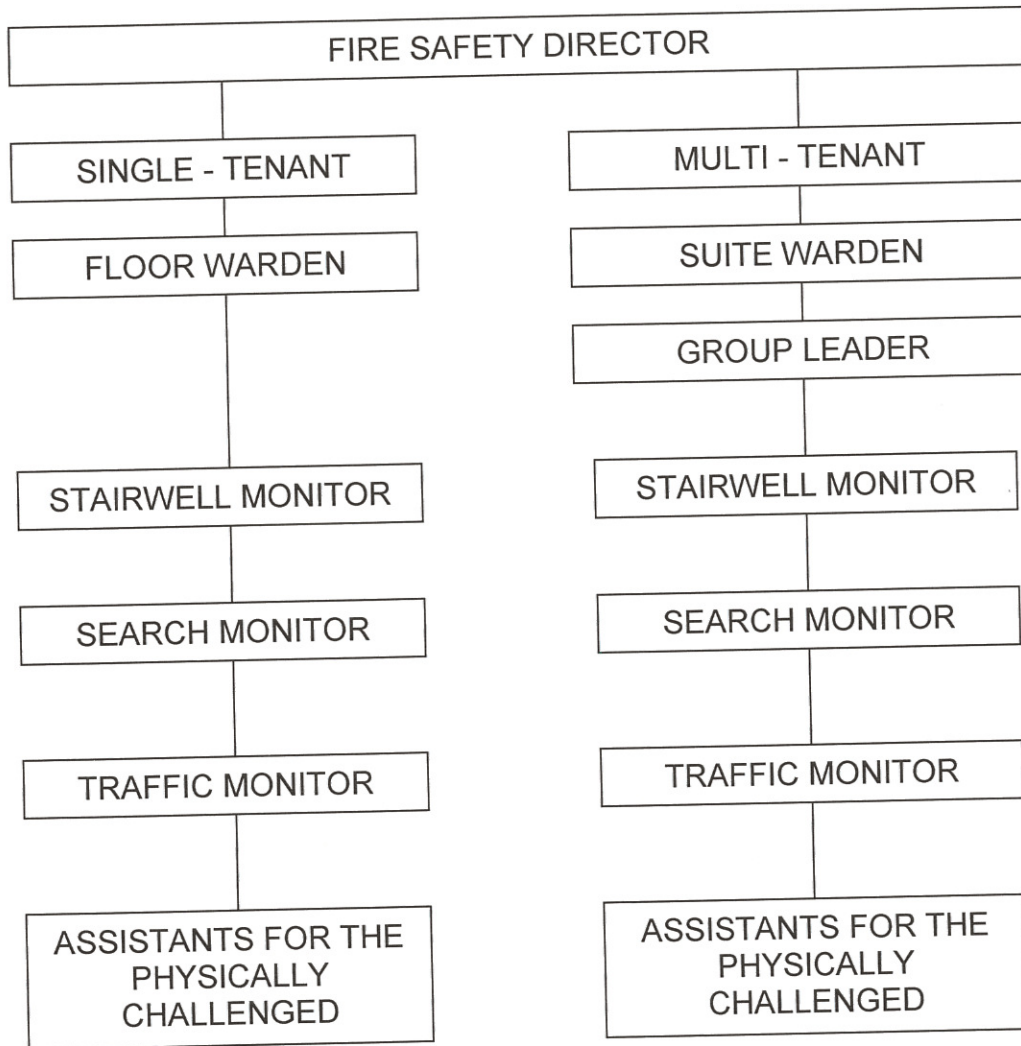 FIRE SAFETY DIRECTOR
SINGLE - TENANT
FLOOR WARDEN
STAIRWELL MONITOR
SEARCH MONITOR
TRAFFIC MONITOR
ASSISTANTS FOR THE
PHYSICALLY
CHALLENGED
MULTI - TENANT
SUITE WARDEN
GROUP LEADER
STAIRWELL MONITOR
SEARCH MONITOR
TRAFFIC MONITOR
ASSISTANTS FOR THE
PHYSICALLY
CHALLENGED